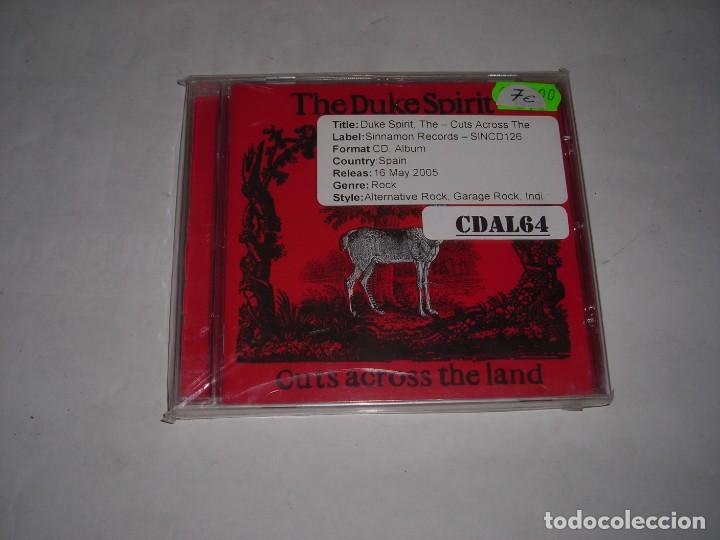 The Duke Spirit
7€
Title: Duke Spirit, The – Cuts Across The
Label: Sinnamon Records – SINCD126
Format CD, Album
Country: Spain
Releas: 16 May 2005
Genre: Rock
Style: Alternative Rock, Garage Rock, Indi
CDAL64
Cuts across the land
todocoleccion